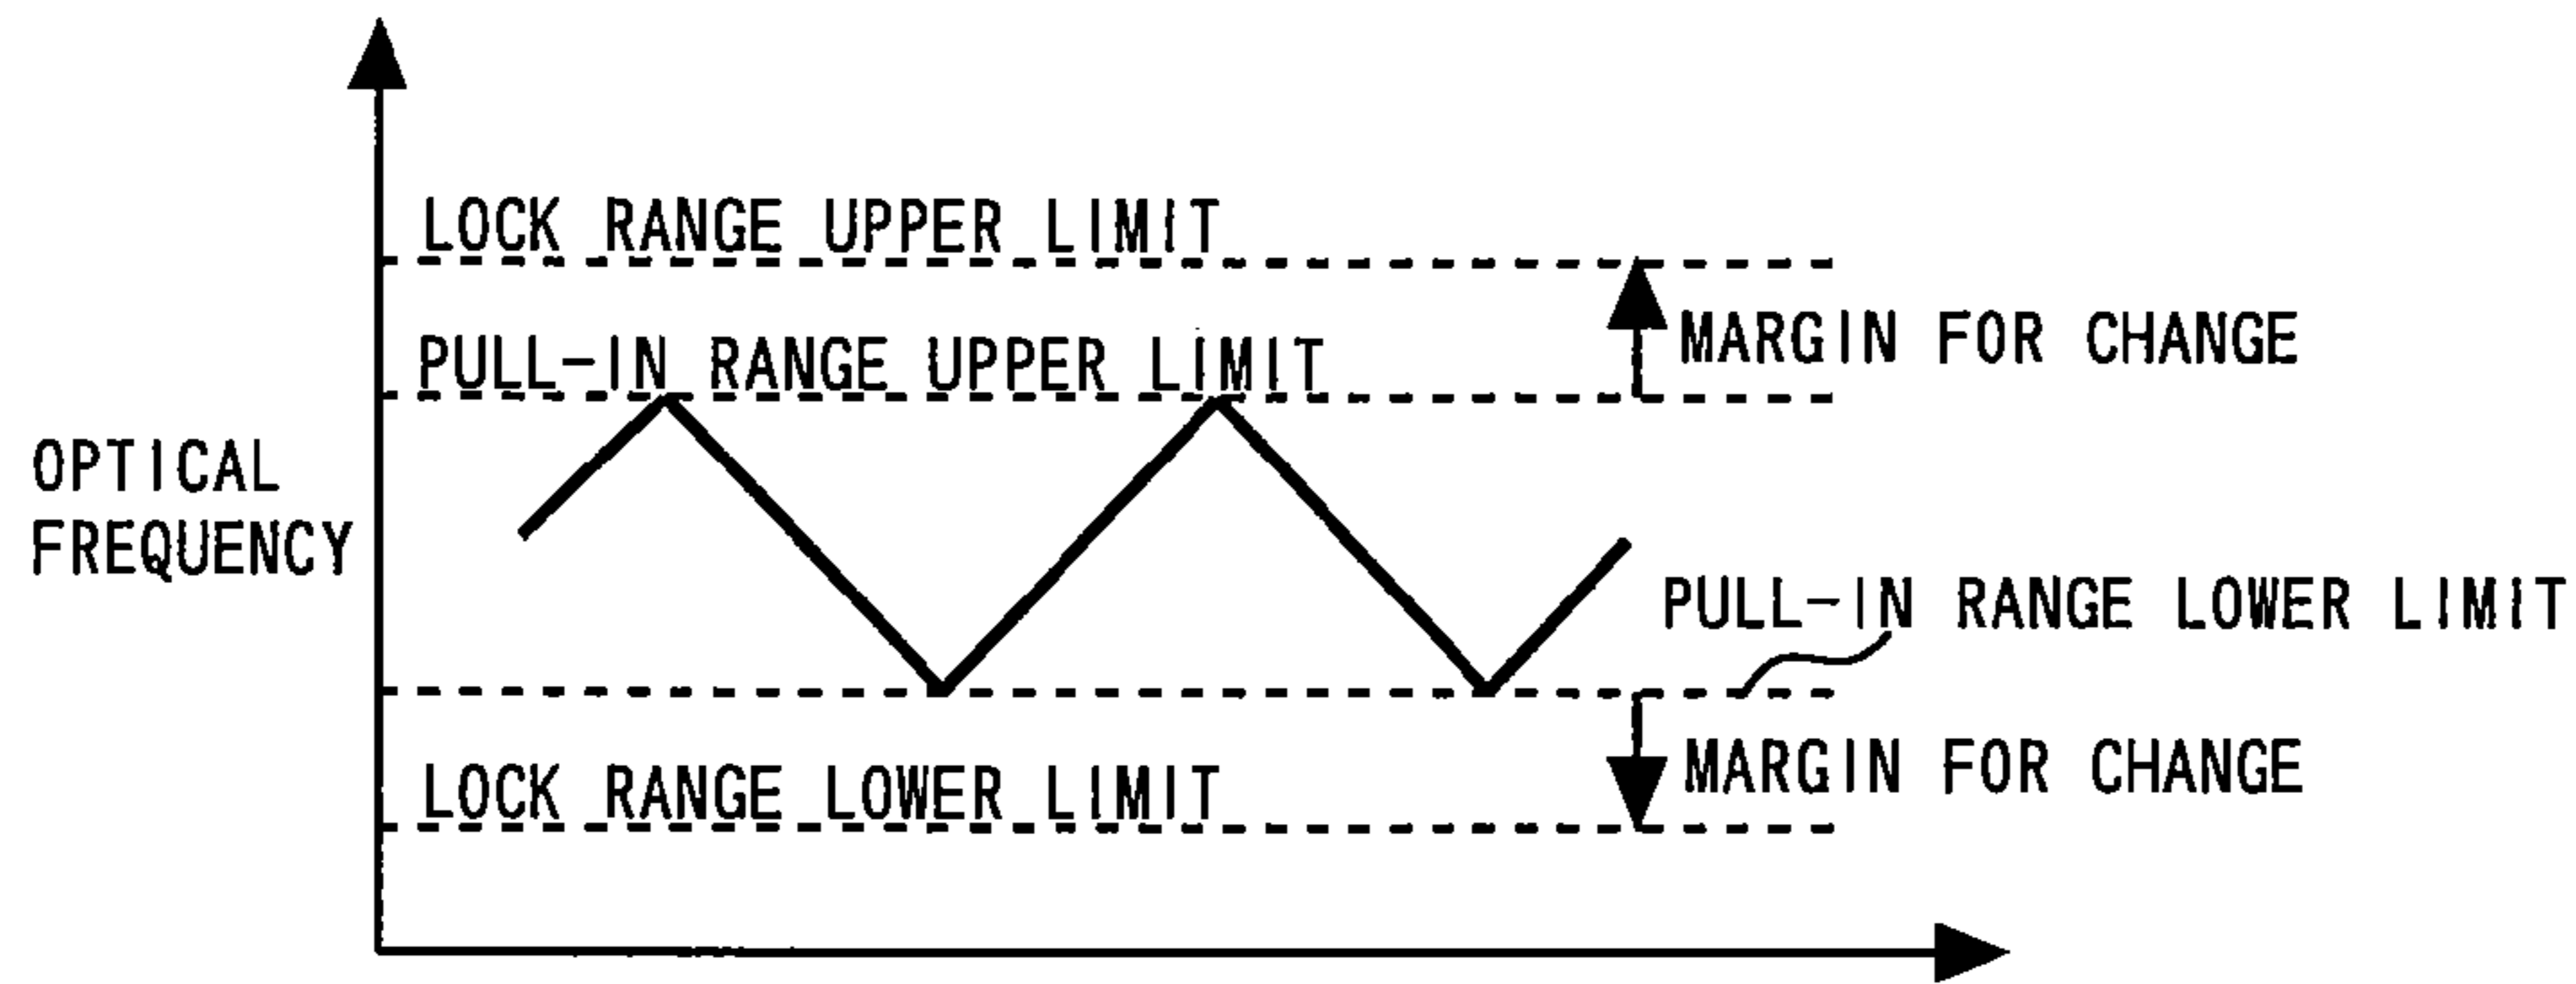 LOCK RANGE UPPER LIMIT
MARGIN FOR CHANGE
PULL-IN RANGE UPPER LIMIT
OPTICAL
FREQUENCY
PULL-IN RANGE LOWER LIMIT
MARGIN FOR CHANGE
LOCK RANGE LOWER LIMIT